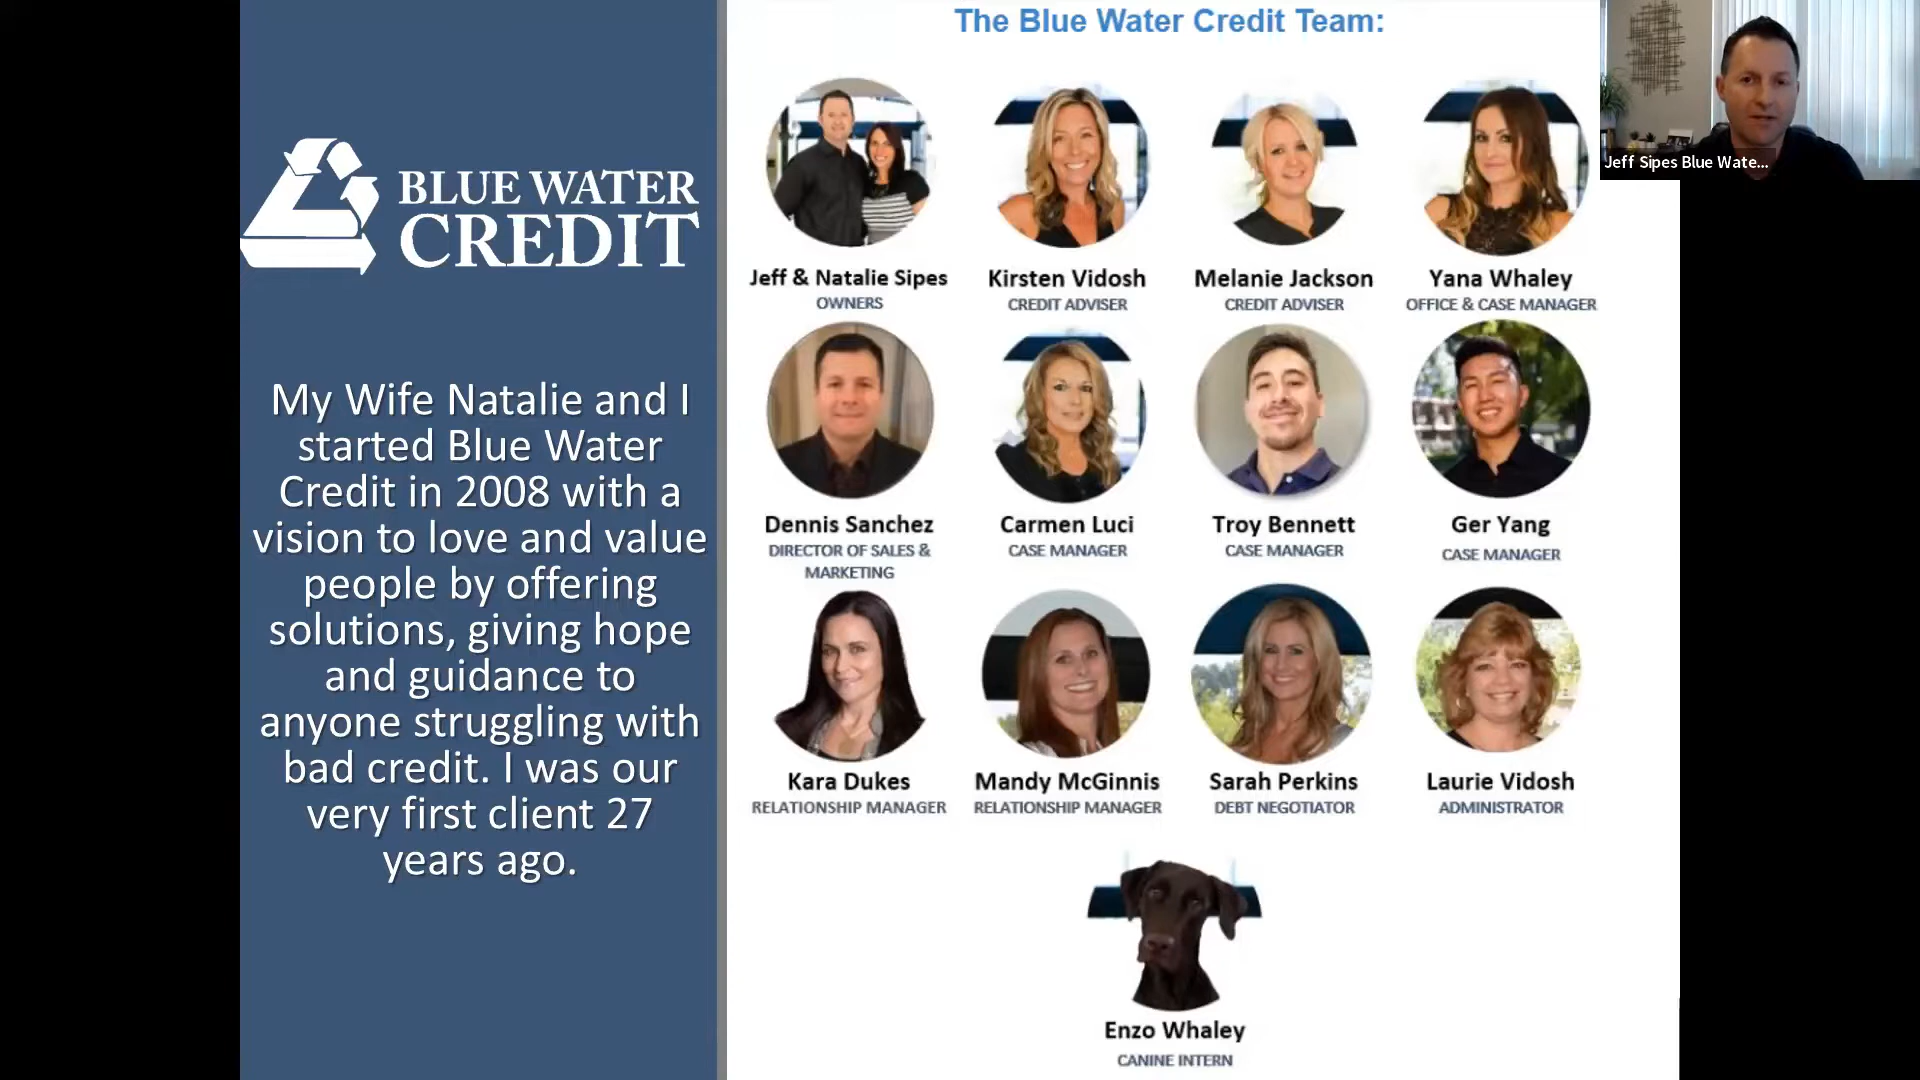 The Blue Water Credit Team:
BLUE WATER
CREDIT
My Wife Natalie and I
started Blue Water
Credit in 2008 with a
vision to love and value
people by offering
solutions, giving hope
and guidance to
anyone struggling with
bad credit. I was our
very first client 27
years ago.
Jeff & Natalie Sipes
OWNERS
Kirsten Vidosh
CREDIT ADVISER
Melanie Jackson
CREDIT ADVISER
Yana Whaley
OFFICE & CASE MANAGER
Dennis Sanchez
DIRECTOR OF SALES &
MARKETING
Carmen Luci
CASE MANAGER
Troy Bennett
CASE MANAGER
Ger Yang
CASE MANAGER
Kara Dukes
RELATIONSHIP MANAGER
Mandy McGinnis
RELATIONSHIP MANAGER
Sarah Perkins
DEBT NEGOTIATOR
Laurie Vidosh
ADMINISTRATOR
Enzo Whaley
CANINE INTERN
Jeff Sipes Blue Wate...